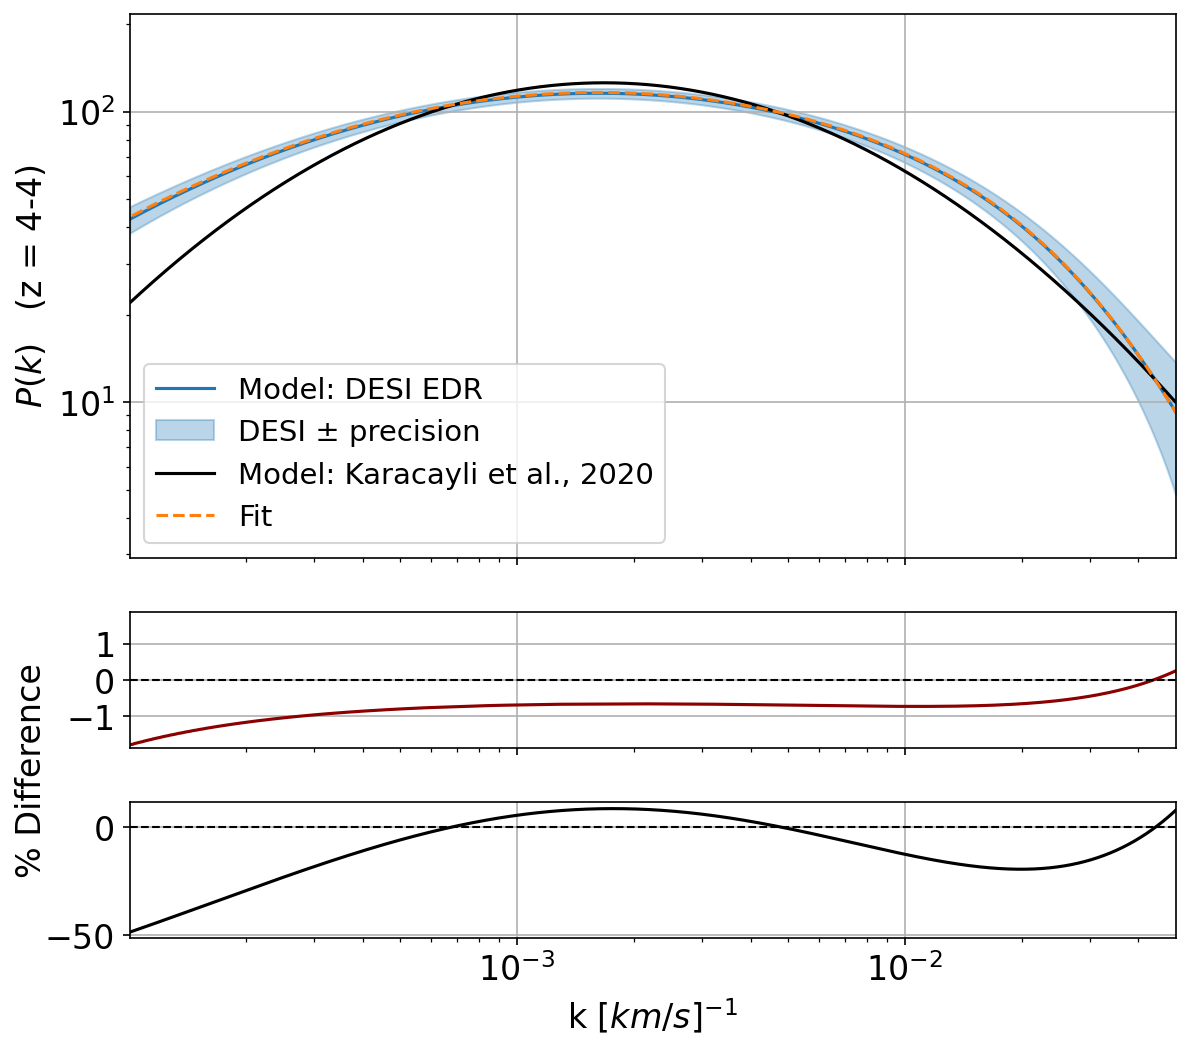 10²
10¹
P(k) (z = 4-4)
Model: DESI EDR
DESI ± precision
Model: Karacayli et al., 2020
Fit
1
0
−1
% Difference
0
−50
10⁻³ 10⁻²
k [km/s]⁻¹